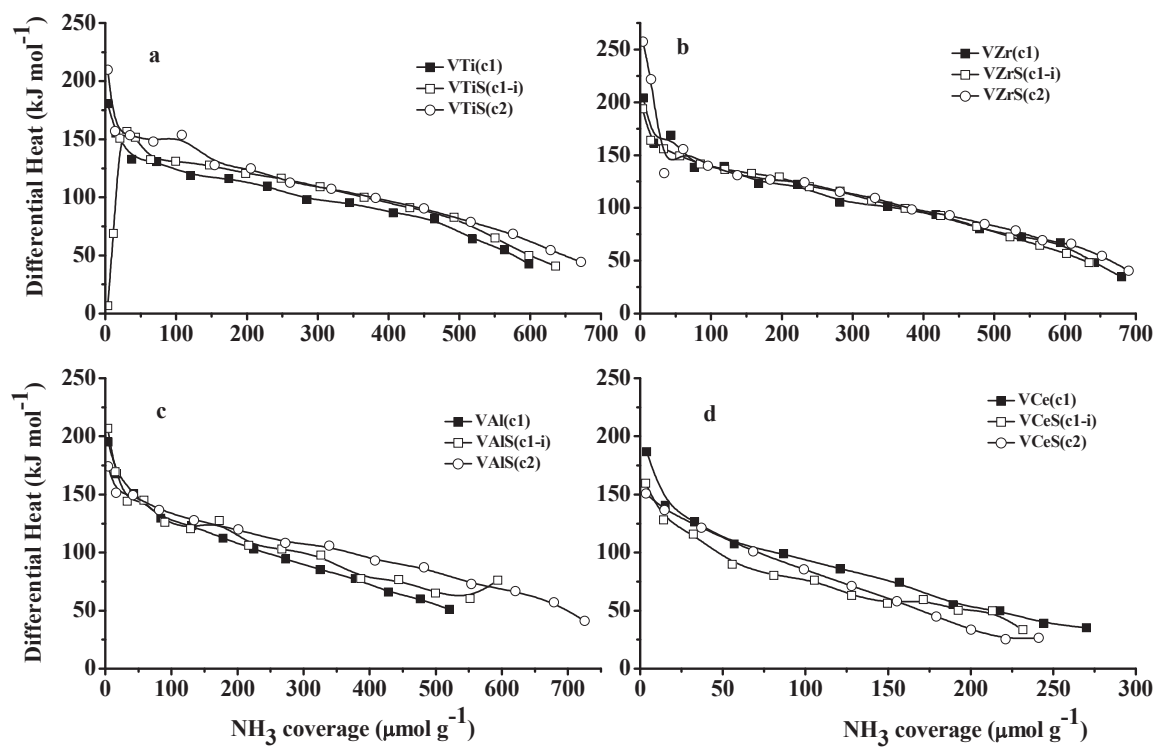 a
VTi(c1)
VTiS(c1-i)
VTiS(c2)
250
200
150
100
50
0
0 100 200 300 400 500 600 700
Differential Heat (kJ mol⁻¹)
b
VZr(c1)
VZrS(c1-i)
VZrS(c2)
250
200
150
100
50
0
0 100 200 300 400 500 600 700
c
VAl(c1)
VAlS(c1-i)
VAlS(c2)
250
200
150
100
50
0
0 100 200 300 400 500 600 700
Differential Heat (kJ mol⁻¹)
NH₃ coverage (μmol g⁻¹)
d
VCe(c1)
VCeS(c1-i)
VCeS(c2)
250
200
150
100
50
0
0 50 100 150 200 250 300
NH₃ coverage (μmol g⁻¹)